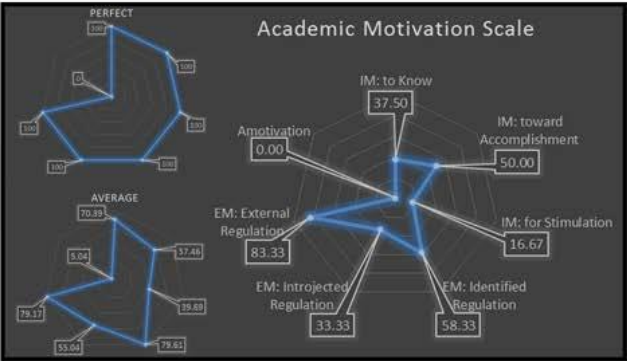 PERFECT
100
100
100
100
100
100
0
AVERAGE
70.39
57.46
39.69
79.61
55.04
79.17
5.04
Academic Motivation Scale
IM: to Know
37.50
IM: toward
Accomplishment
50.00
IM: for Stimulation
16.67
EM: Identified
Regulation
58.33
EM: Introjected
Regulation
33.33
EM: External
Regulation
83.33
Amotivation
0.00